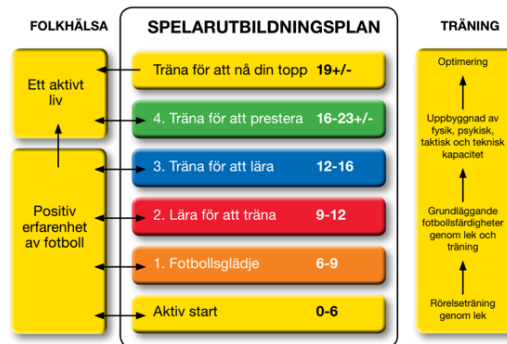 FOLKHÄLSA
Ett aktivt
liv
Positiv
erfarenhet
av fotboll
SPELARUTBILDNINGSPLAN
Träna för att nå din topp 19+/-
4. Träna för att prestera 16-23+/-
3. Träna för att lära 12-16
2. Lära för att träna 9-12
1. Fotbollsglädje 6-9
Aktiv start 0-6
TRÄNING
Optimering
Uppbyggnad av
fysik, psykisk,
taktisk och teknisk
kapacitet
Grundläggande
fotbollsfärdigheter
genom lek och
träning
Rörelseträning
genom lek